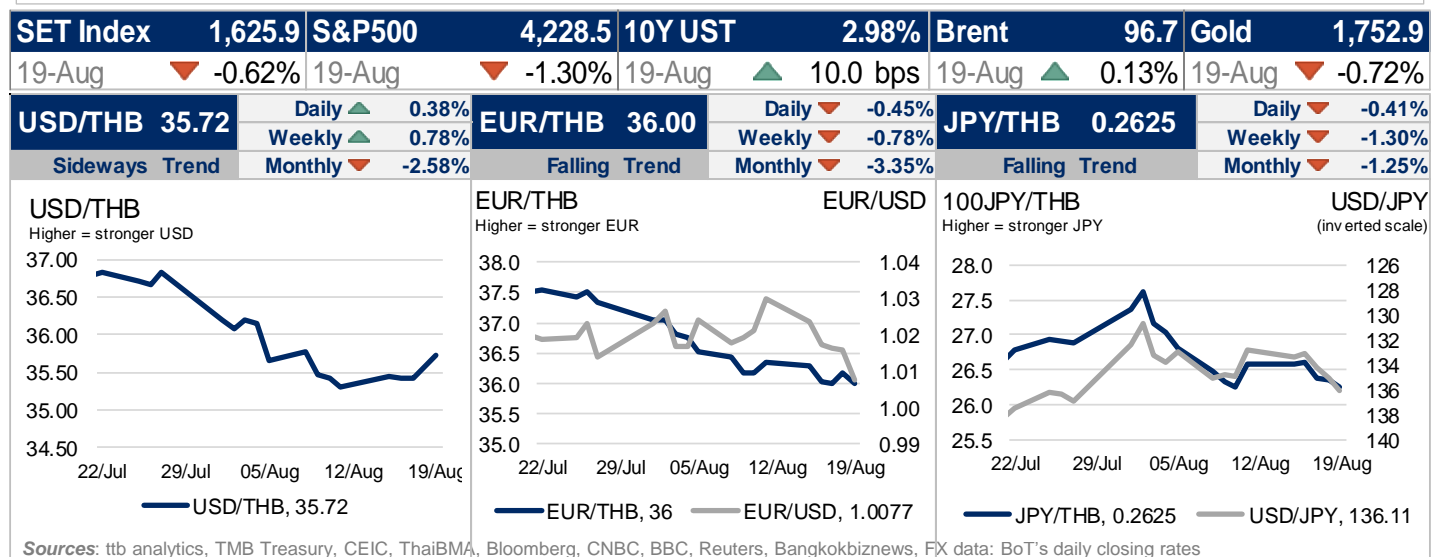 SET Index 1,625.9 S&P500 4,228.5 10Y UST 2.98% Brent 96.7 Gold 1,752.9
19-Aug -0.62% 19-Aug -1.30% 19-Aug 10.0 bps 19-Aug 0.13% 19-Aug -0.72%
USD/THB 35.72
Daily 0.38%
Weekly 0.78%
Sideways Trend Monthly -2.58%
EUR/THB 36.00
Daily -0.45%
Weekly -0.78%
Falling Trend Monthly -3.35%
JPY/THB 0.2625
Daily -0.41%
Weekly -1.30%
Falling Trend Monthly -1.25%
USD/THB
Higher = stronger USD
37.00
36.50
36.00
35.50
35.00
34.50
22/Jul 29/Jul 05/Aug 12/Aug 19/Aug
USD/THB, 35.72
EUR/THB EUR/USD
Higher = stronger EUR
38.0 1.04
37.5 1.03
37.0 1.02
36.5 1.01
36.0 1.00
35.5 0.99
35.0
22/Jul 29/Jul 05/Aug 12/Aug 19/Aug
EUR/THB, 36 EUR/USD, 1.0077
100JPY/THB USD/JPY
Higher = stronger JPY (inverted scale)
28.0 126
27.5 128
27.0 130
26.5 132
26.0 134
25.5 136
138
140
22/Jul 29/Jul 05/Aug 12/Aug 19/Aug
JPY/THB, 0.2625 USD/JPY, 136.11
Sources: ttb analytics, TMB Treasury, CEIC, ThaiBMA, Bloomberg, CNBC, BBC, Reuters, Bangkokbiznews, FX data: BoT's daily closing rates